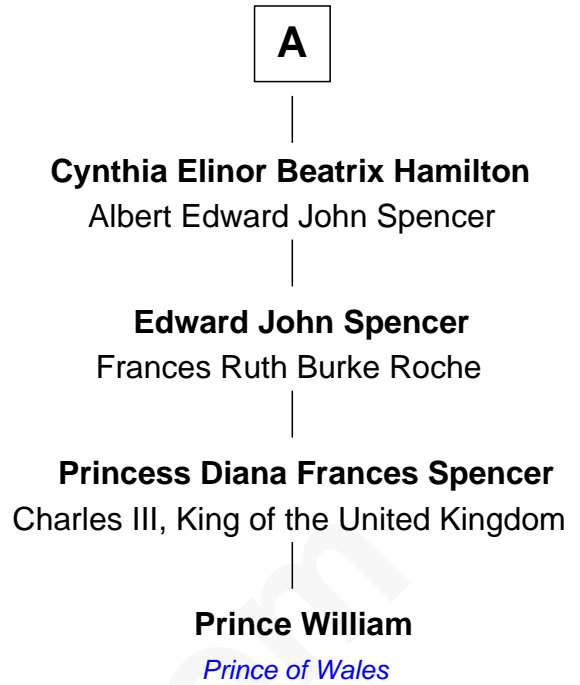 A
Cynthia Elinor Beatrix Hamilton
Albert Edward John Spencer
Edward John Spencer
Frances Ruth Burke Roche
Princess Diana Frances Spencer
Charles III, King of the United Kingdom
Prince William
Prince of Wales